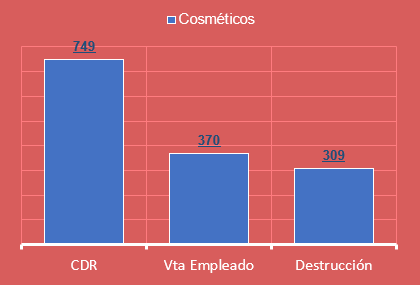 Cosméticos
749
370
309
CDR
Vta Empleado
Destrucción